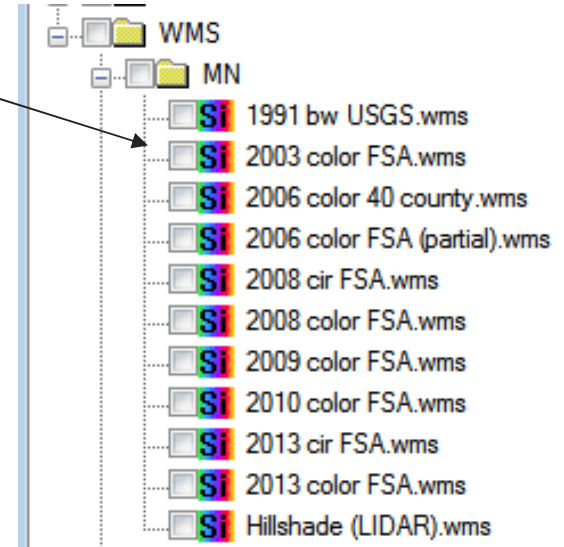 WMS
MN
Si 1991 bw USGS.wms
Si 2003 color FSA.wms
Si 2006 color 40 county.wms
Si 2006 color FSA (partial).wms
Si 2008 cir FSA.wms
Si 2008 color FSA.wms
Si 2009 color FSA.wms
Si 2010 color FSA.wms
Si 2013 cir FSA.wms
Si 2013 color FSA.wms
Si Hillshade (LIDAR).wms